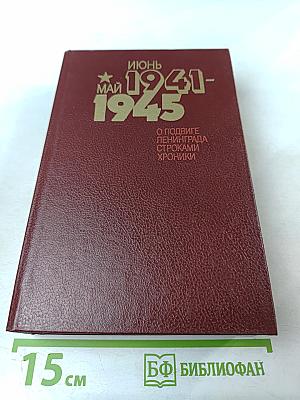 ИЮНЬ
1941-
МАЙ
1945
О ПОДВИГЕ
ЛЕНИНГРАДА
СТРОКАМИ
ХРОНИКИ
15 см
БФ БИБЛИОФАН